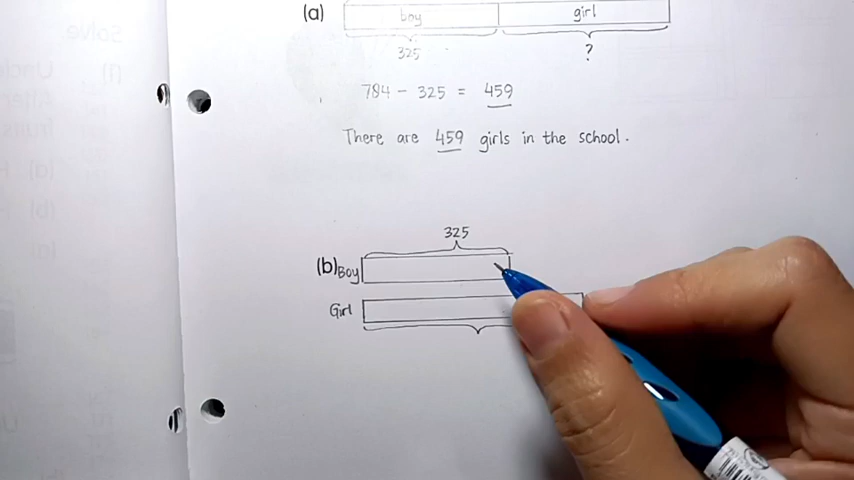 (a)
boy girl
325 ?
784 - 325 = 459
There are 459 girls in the school.
325
(b) Boy
Girl